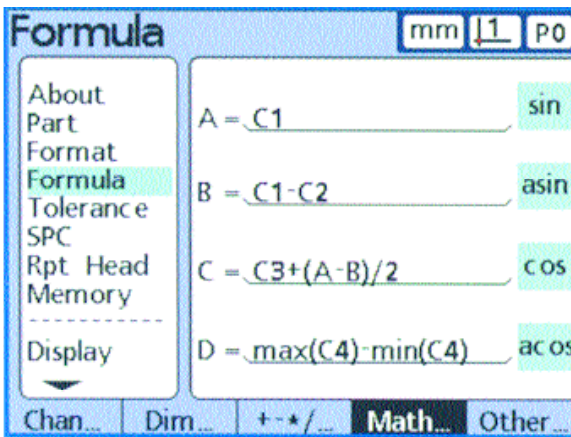 Formula mm 1 P0
About
Part
Format
Formula
Tolerance
SPC
Rpt Head
Memory
Display
A = C1 sin
B = C1-C2 asin
C = C3+(A-B)/2 cos
D = max(C4)-min(C4) acos
Chan... Dim... +-*/... Math... Other...